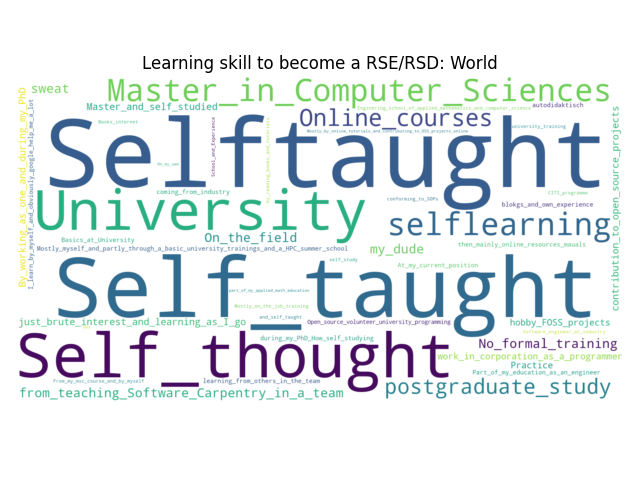 Learning skill to become a RSE/RSD: World
sweat
Master_in_Computer_Sciences
By_working_as_one_and_during_my_PhD
I_learn_by_myself_and_obviously_google_help_me_a_lot
Master_and_self_studied
Engineering_school_of_applied_mathematics_and_computer_science
autodidaktisch
Books_internet
School_and_Experience
Online_courses
university_training
contribution_to_open_source_projects
Selftaught
On_my_own
CITI_programme
coming_from_industry
conforming_to_SOPs
blokgs_and_own_experience
University
selflearning
Basics_at_University
On_the_field
Mostly_myself_and_partly_through_a_basic_university_trainings_and_a_HPC_summer_school
my_dude
then_mainly_online_resources_mauals
self_study
At_my_current_position
Self_taught
part_of_my_applied_math_education
Mostly_on_the_job_training
and_self_taught
just_brute_interest_and_learning_as_I_go
Open_source_volunteer_university_programming
hobby_FOSS_projects
Software_engineer_at_industry
during_my_PhD_How_self_studying
No_formal_training
Self_thought
work_in_corporation_as_a_programmer
Practice
Part_of_my_education_as_an_engineer
From_my_msc_course_and_by_myself
learning_from_others_in_the_team
from_teaching_Software_Carpentry_in_a_team
postgraduate_study